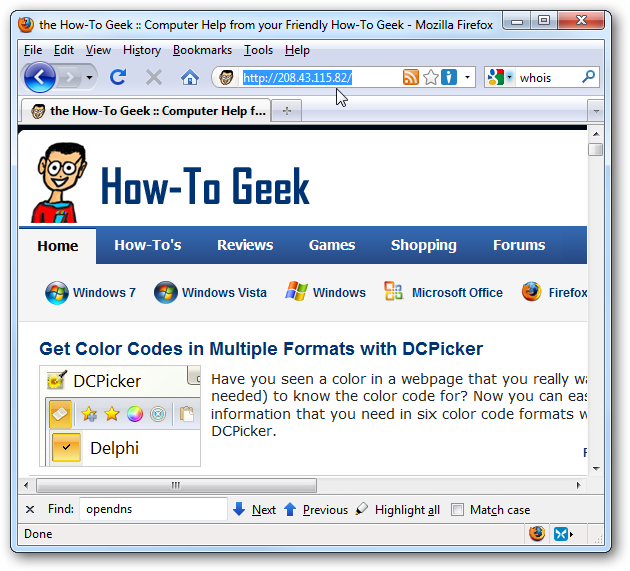 the How-To Geek :: Computer Help from your Friendly How-To Geek - Mozilla Firefox
File Edit View History Bookmarks Tools Help
http://208.43.115.82/
whois
the How-To Geek :: Computer Help f...
How-To Geek
Home How-To's Reviews Games Shopping Forums
Windows 7 Windows Vista Windows Microsoft Office Firefox
Get Color Codes in Multiple Formats with DCPicker
DCPicker
Delphi
Have you seen a color in a webpage that you really wa
needed) to know the color code for? Now you can eas
information that you need in six color code formats w
DCPicker.
Find: opendns Next Previous Highlight all Match case
Done